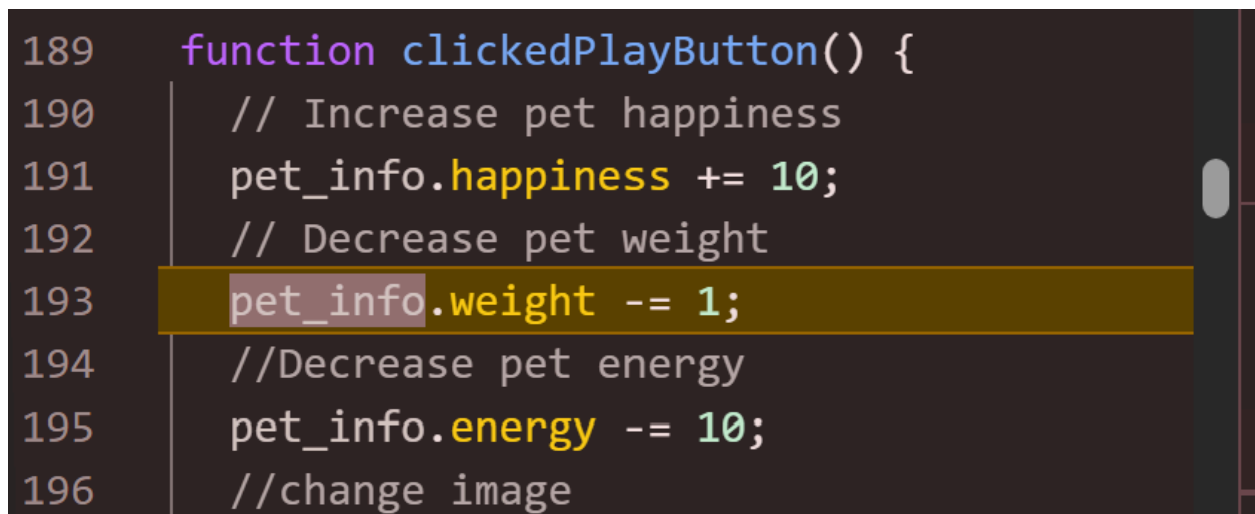 189 function clickedPlayButton() {
190 // Increase pet happiness
191 pet_info.happiness += 10;
192 // Decrease pet weight
193 pet_info.weight -= 1;
194 //Decrease pet energy
195 pet_info.energy -= 10;
196 //change image